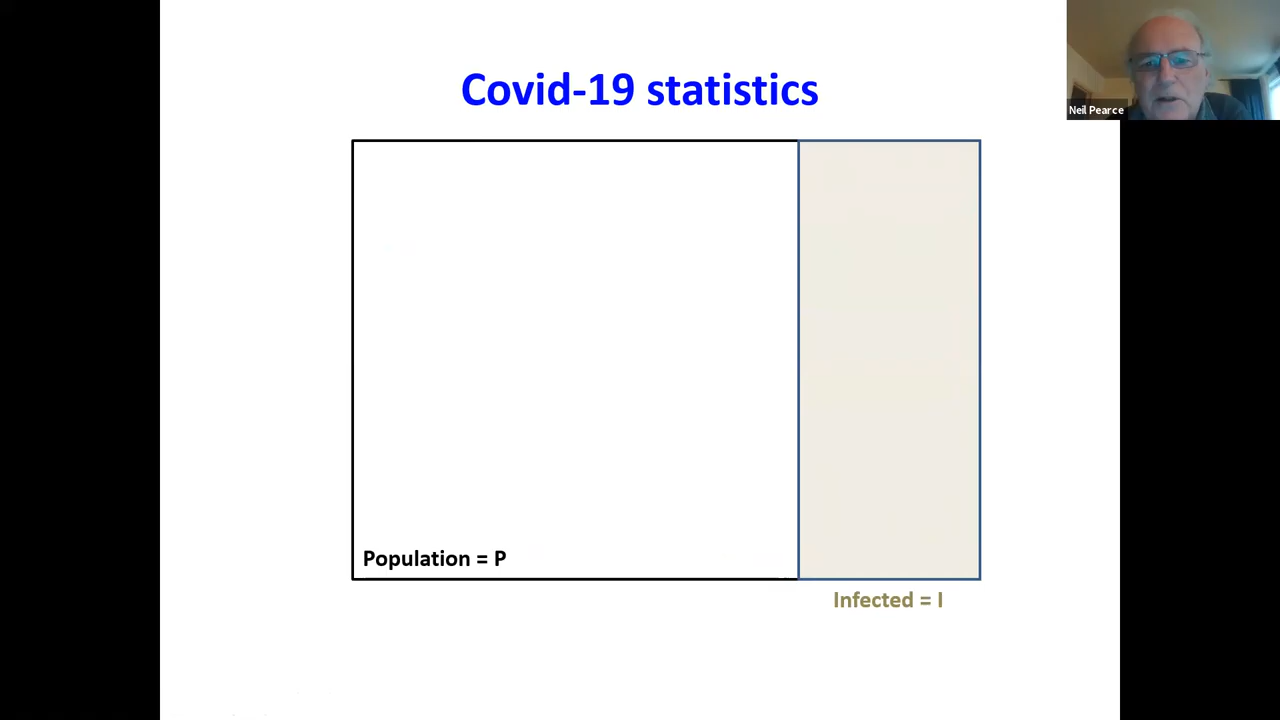 Covid-19 statistics
Neil Pearce
Population = P
Infected = I